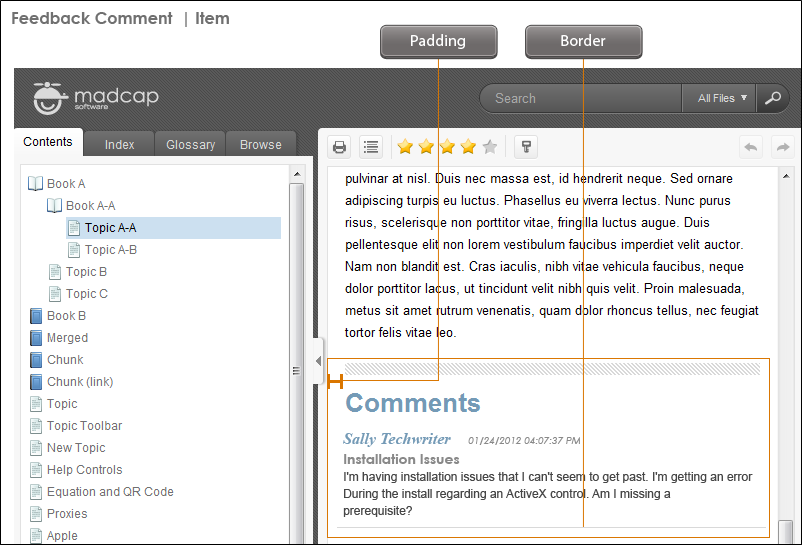 Feedback Comment | Item
Padding
Border
madcap
software
Search
All Files
Contents
Index
Glossary
Browse
Book A
Book A-A
Topic A-A
Topic A-B
Topic B
Topic C
Book B
Merged
Chunk
Chunk (link)
Topic
Topic Toolbar
New Topic
Help Controls
Equation and QR Code
Proxies
Apple
pulvinar at nisl. Duis nec massa est, id hendrerit neque. Sed ornare
adipiscing turpis eu luctus. Phasellus eu viverra lectus. Nunc purus
risus, scelerisque non porttitor vitae, fringilla luctus augue. Duis
pellentesque elit non lorem vestibulum faucibus imperdiet velit auctor.
Nam non blandit est. Cras iaculis, nibh vitae vehicula faucibus, neque
dolor porttitor lacus, ut tincidunt velit nibh quis velit. Proin malesuada,
metus sit amet rutrum venenatis, quam dolor rhoncus tellus, nec feugiat
tortor felis vitae leo.
Comments
Sally Techwriter 01/24/2012 04:07:37 PM
Installation Issues
I'm having installation issues that I can't seem to get past. I'm getting an error
During the install regarding an ActiveX control. Am I missing a
prerequisite?